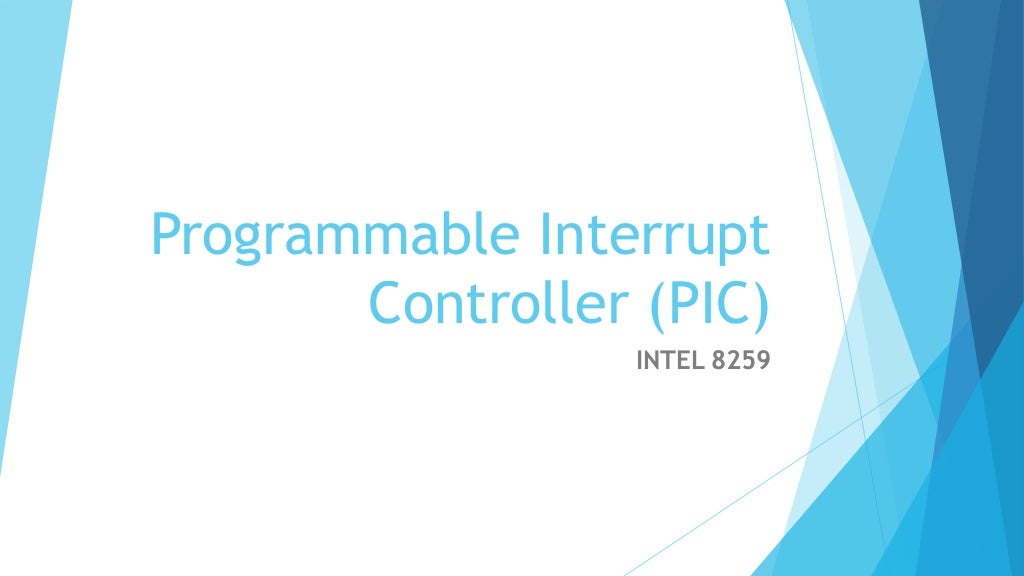 Programmable Interrupt
Controller (PIC)
INTEL 8259